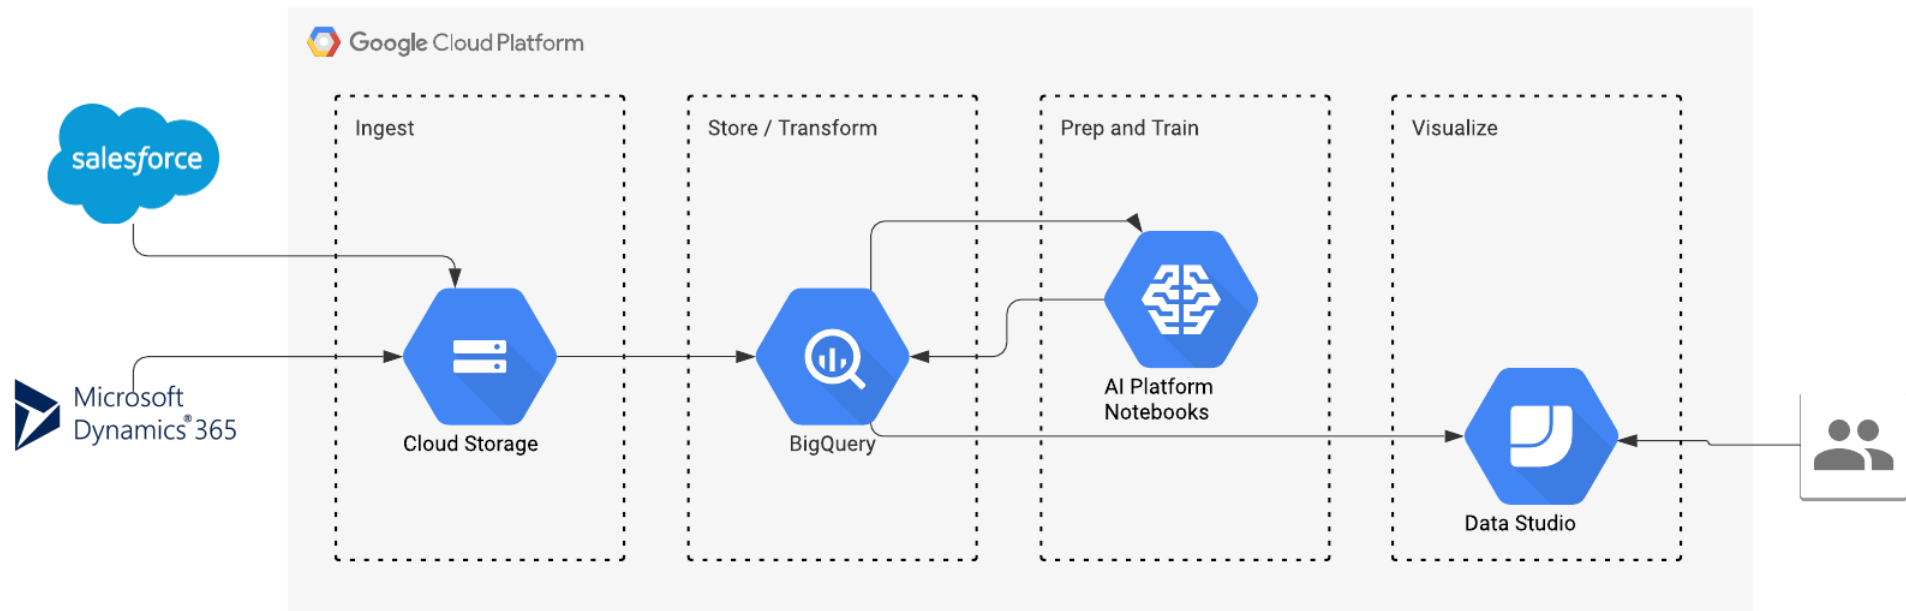 Google Cloud Platform
Ingest
Store / Transform
Prep and Train
Visualize
salesforce
Microsoft
Dynamics® 365
Cloud Storage
BigQuery
AI Platform
Notebooks
Data Studio